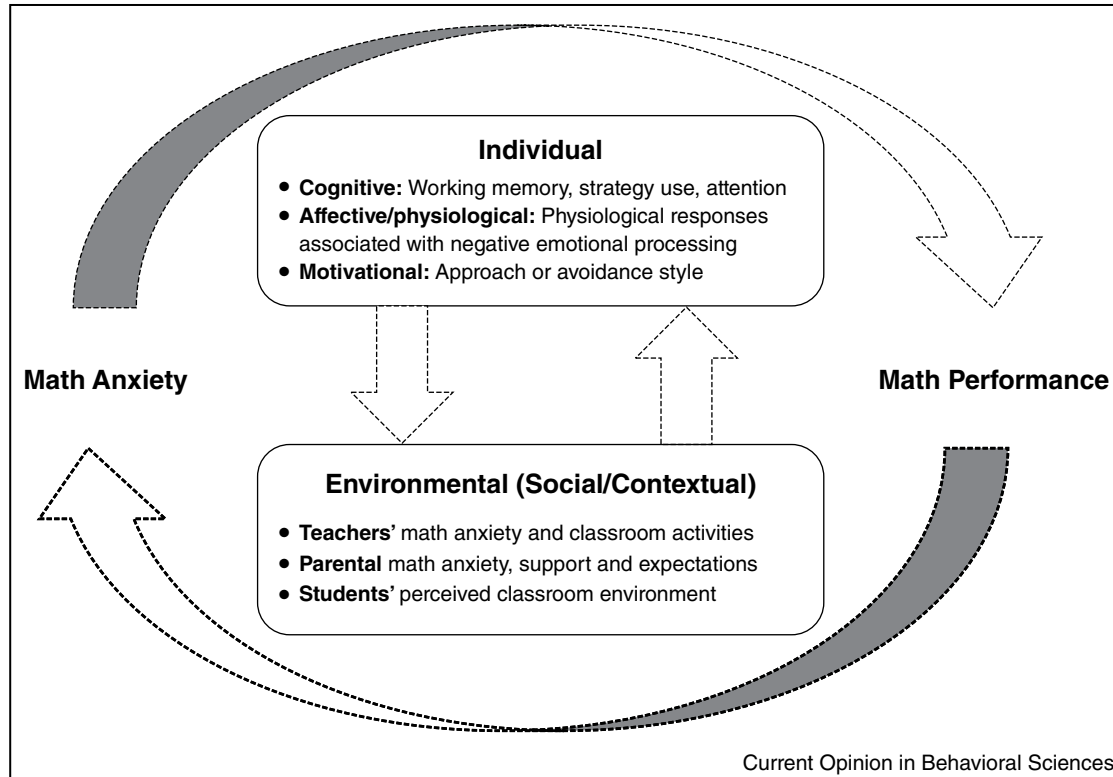 Individual
• Cognitive: Working memory, strategy use, attention
• Affective/physiological: Physiological responses
associated with negative emotional processing
• Motivational: Approach or avoidance style
Math Anxiety
Math Performance
Environmental (Social/Contextual)
• Teachers’ math anxiety and classroom activities
• Parental math anxiety, support and expectations
• Students’ perceived classroom environment
Current Opinion in Behavioral Sciences